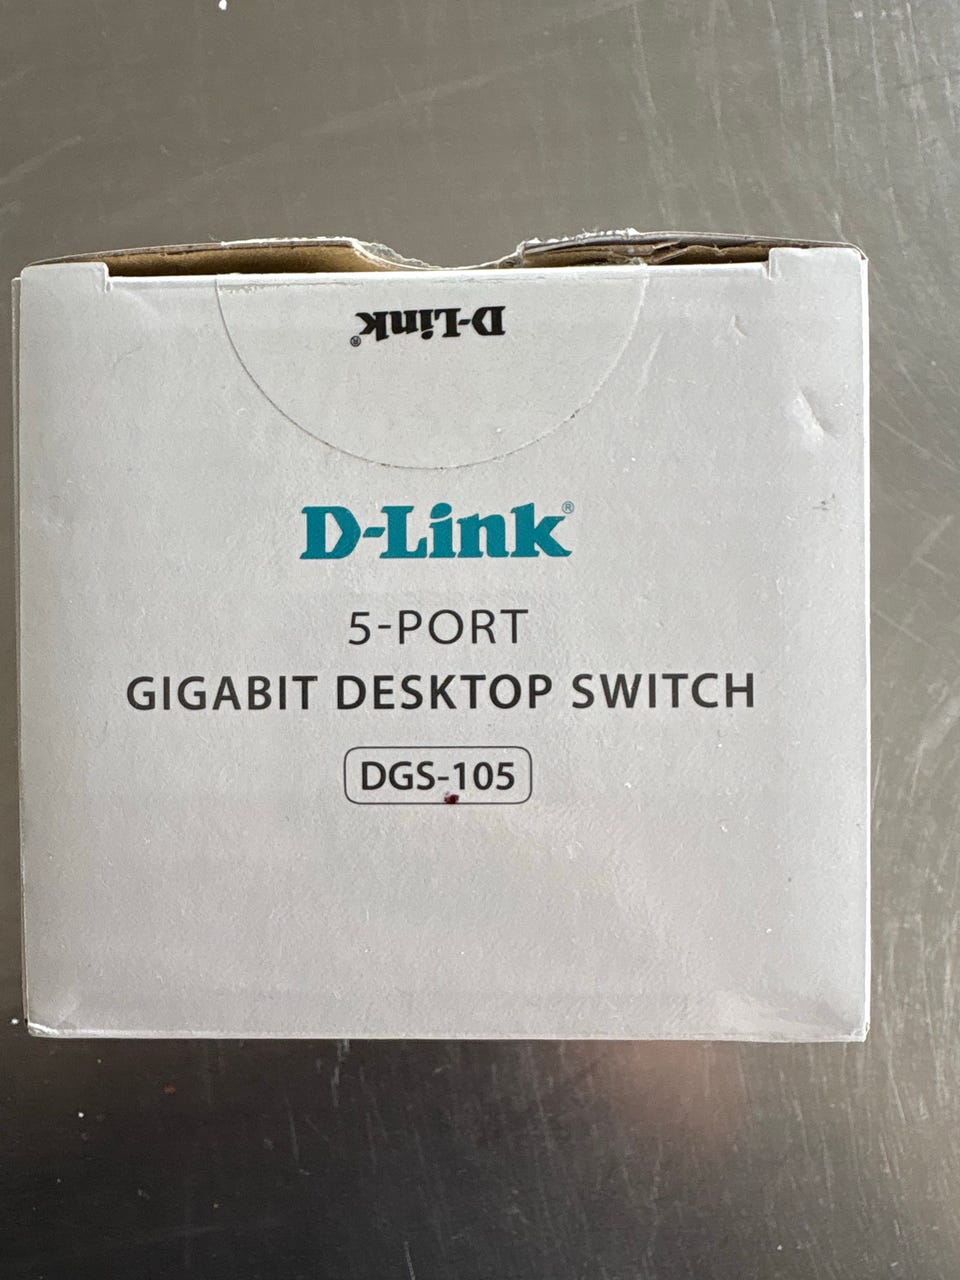 D-Link®
D-Link®
5-PORT
GIGABIT DESKTOP SWITCH
DGS-105